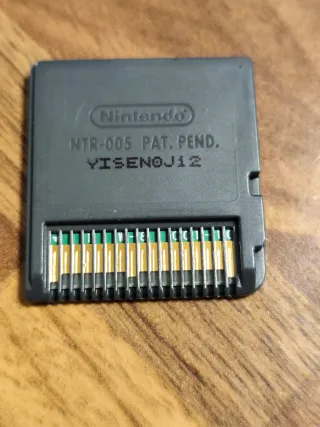 Nintendo
NTR-005 PAT. PEND.
YISEN0J12